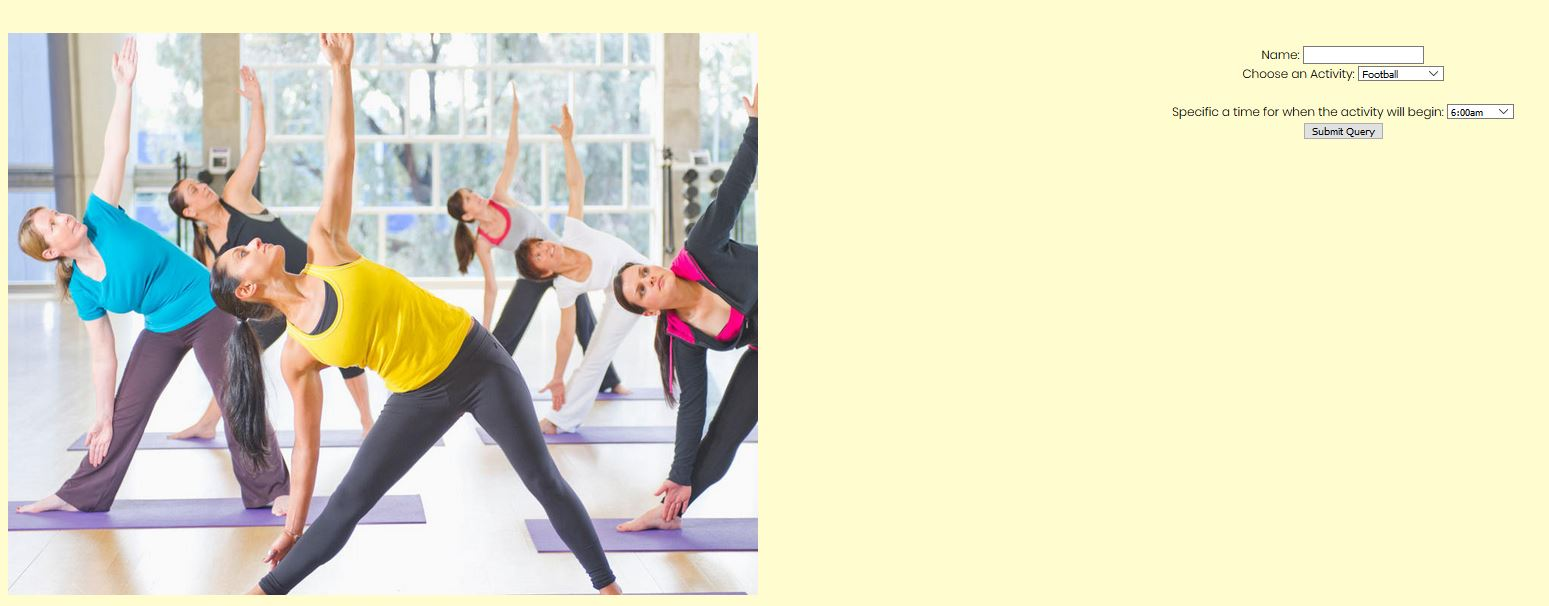 Name:
Choose an Activity: Football
Specific a time for when the activity will begin: 6:00am
Submit Query